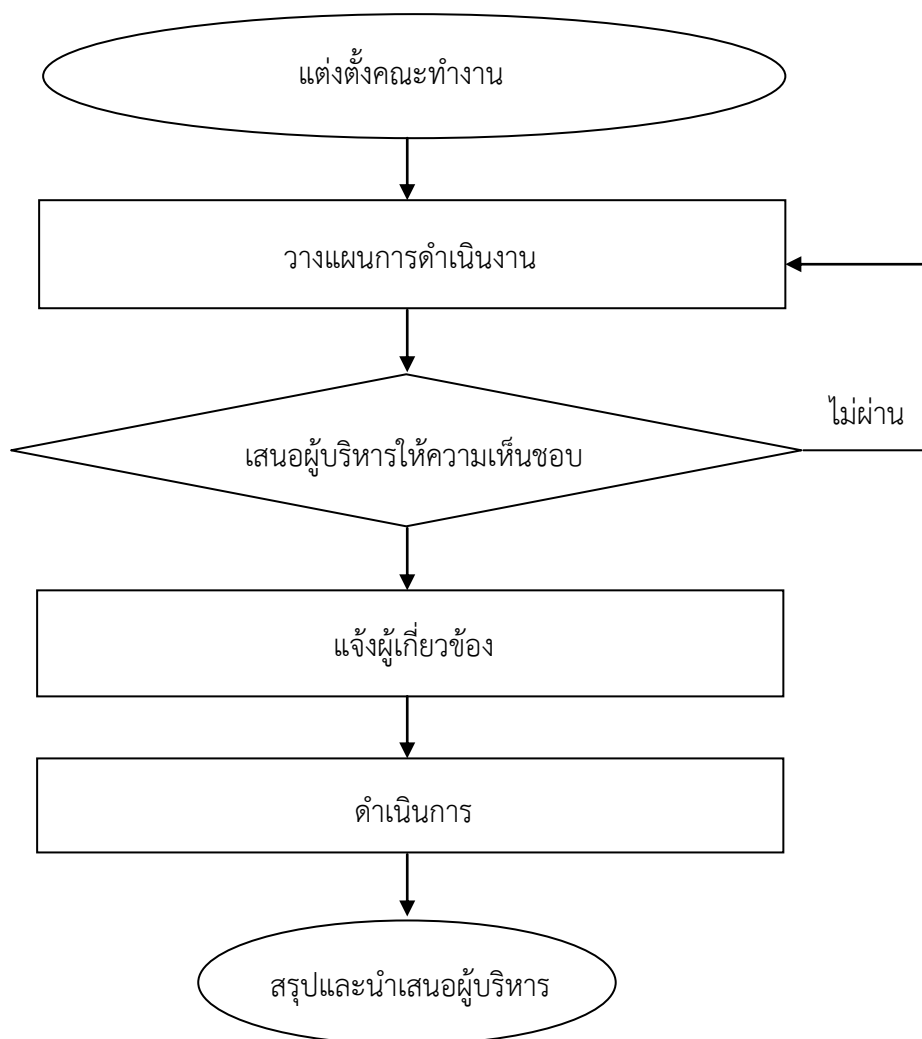 แต่งตั้งคณะทำงาน
วางแผนการดำเนินงาน
เสนอผู้บริหารให้ความเห็นชอบ
ไม่ผ่าน
แจ้งผู้เกี่ยวข้อง
ดำเนินการ
สรุปและนำเสนอผู้บริหาร